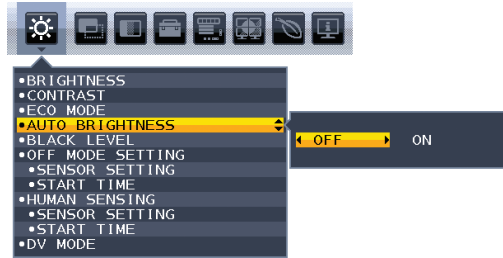 •BRIGHTNESS
•CONTRAST
•ECO MODE
•AUTO BRIGHTNESS
OFF ON
•BLACK LEVEL
•OFF MODE SETTING
•SENSOR SETTING
•START TIME
•HUMAN SENSING
•SENSOR SETTING
•START TIME
•DV MODE